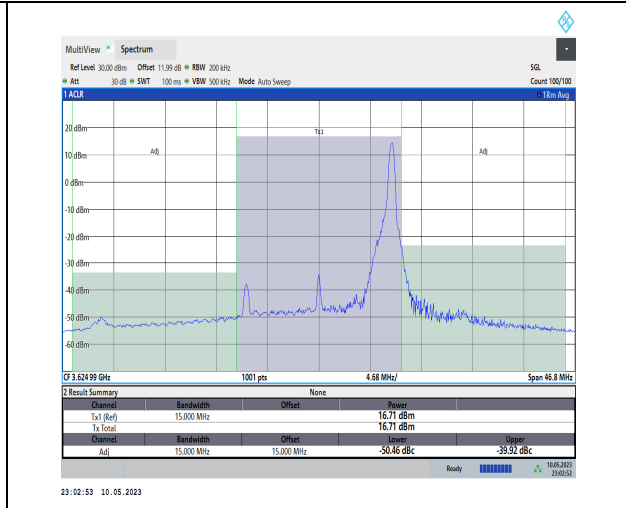 MultiView Spectrum
Ref Level 30.00 dBm Offset 11.99 dB RBW 200 kHz SGL
Att 30 dB SWT 100 ms VBW 500 kHz Mode Auto Sweep Count 100/100
1 ACLR 1Rm Avg
20 dBm
Tx1
Adj
Adj
10 dBm
0 dBm
-10 dBm
-20 dBm
-30 dBm
-40 dBm
-50 dBm
-60 dBm
CF 3.624 99 GHz 1001 pts 4.68 MHz/ Span 46.8 MHz
2 Result Summary None
Channel Bandwidth Offset Power
Tx1 (Ref) 15.000 MHz 16.71 dBm
Tx Total 16.71 dBm
Channel Bandwidth Offset Lower Upper
Adj 15.000 MHz 15.000 MHz -50.46 dBc -39.92 dBc
Ready 10.05.2023
23:02:52
23:02:53 10.05.2023